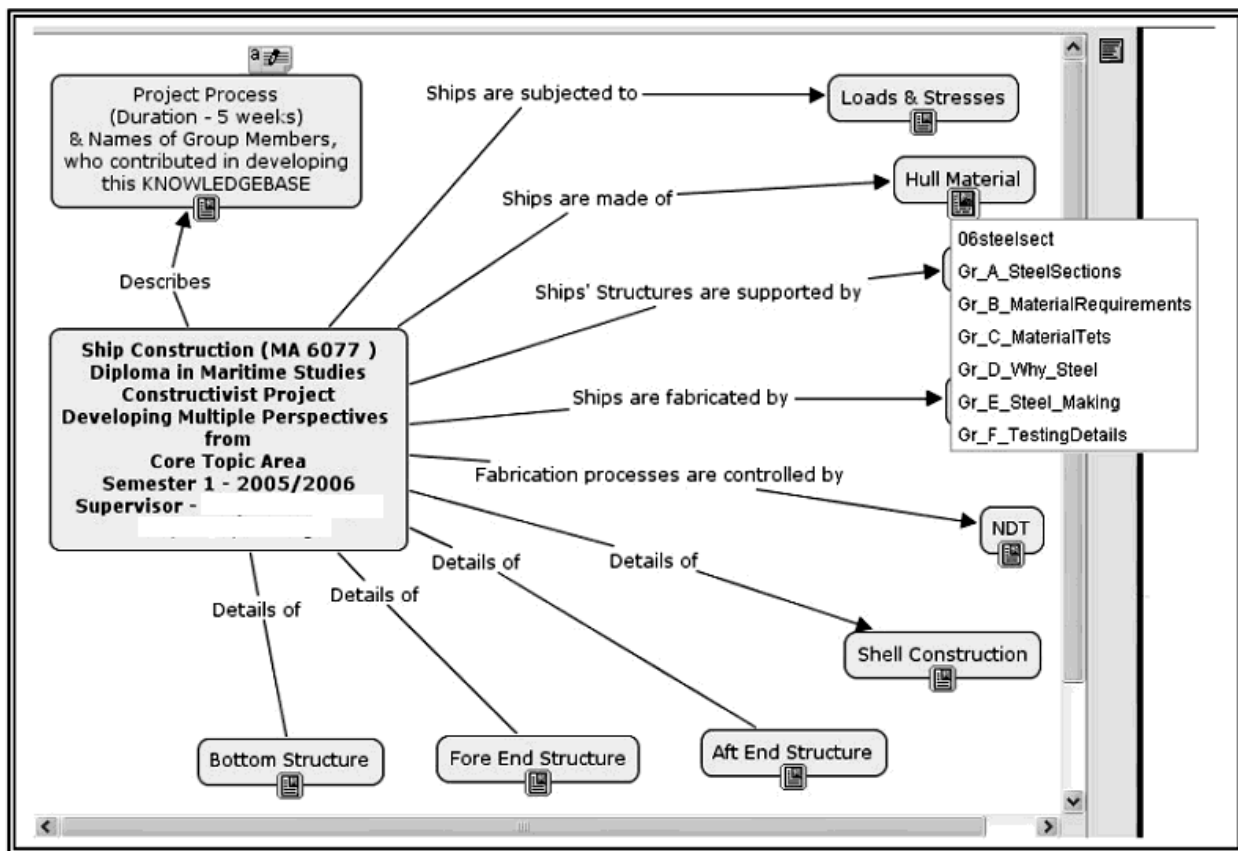 a
Project Process
(Duration - 5 weeks)
& Names of Group Members,
who contributed in developing
this KNOWLEDGEBASE
Ships are subjected to
Loads & Stresses
Ships are made of
Hull Material
06steelsect
Gr_A_SteelSections
Gr_B_MaterialRequirements
Gr_C_MaterialTets
Gr_D_Why_Steel
Gr_E_Steel_Making
Gr_F_TestingDetails
Describes
Ships' Structures are supported by
Ship Construction (MA 6077 )
Diploma in Maritime Studies
Constructivist Project
Developing Multiple Perspectives
from
Core Topic Area
Semester 1 - 2005/2006
Supervisor -
Ships are fabricated by
Fabrication processes are controlled by
NDT
Details of
Shell Construction
Details of
Details of
Details of
Bottom Structure
Fore End Structure
Aft End Structure